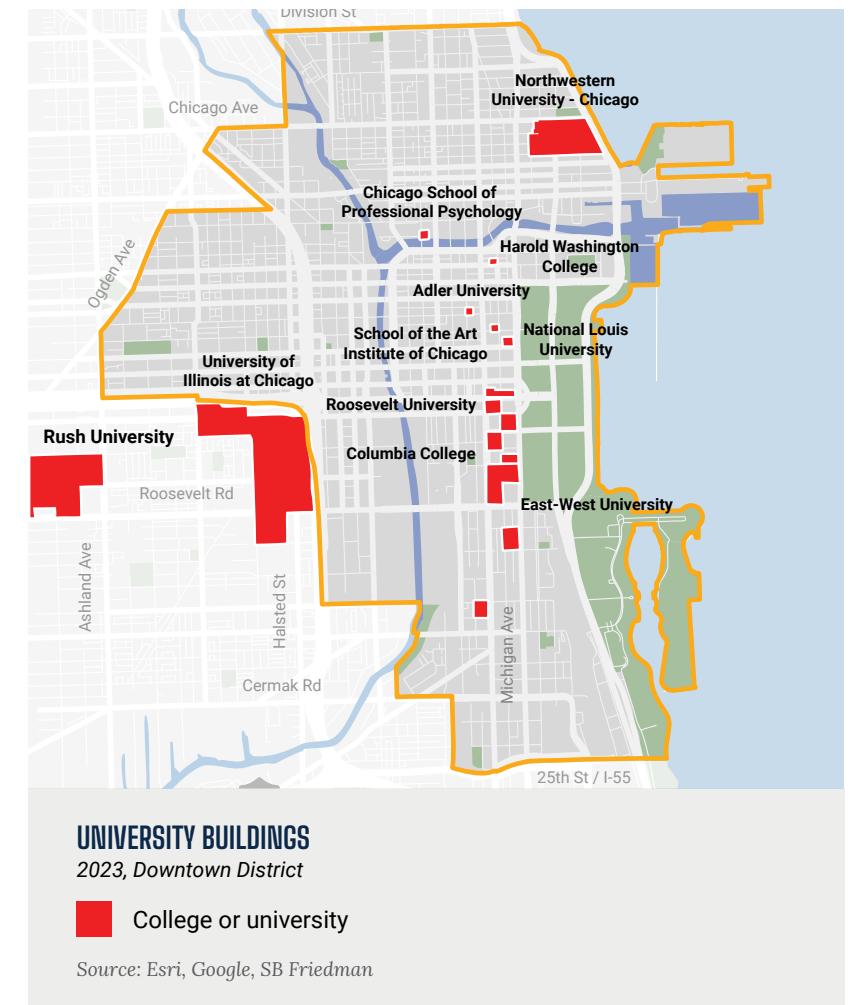 Division St
Northwestern
University - Chicago
Chicago Ave
Chicago School of
Professional Psychology
Harold Washington
College
Ogden Ave
Adler University
School of the Art
Institute of Chicago
National Louis
University
University of
Illinois at Chicago
Roosevelt University
Rush University
Columbia College
Roosevelt Rd
East-West University
Ashland Ave
Halsted St
Michigan Ave
Cermak Rd
25th St / I-55
UNIVERSITY BUILDINGS
2023, Downtown District
College or university
Source: Esri, Google, SB Friedman